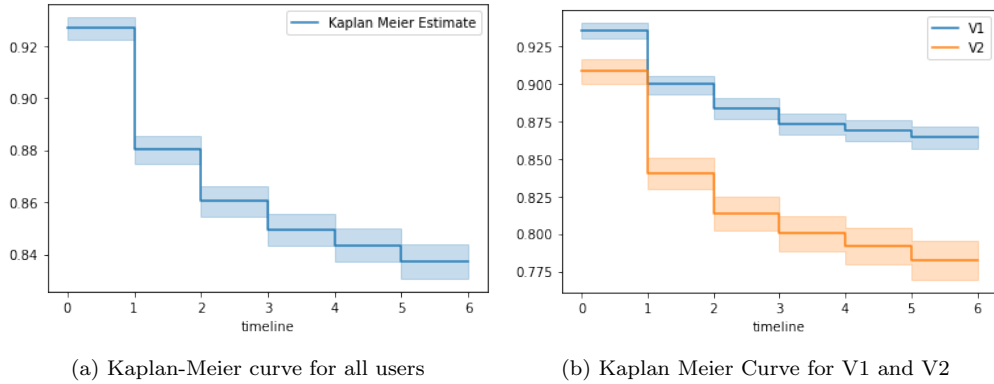 Kaplan Meier Estimate
0.92
0.90
0.88
0.86
0.84
0 1 2 3 4 5 6
timeline
(a) Kaplan-Meier curve for all users
V1
V2
0.925
0.900
0.875
0.850
0.825
0.800
0.775
0 1 2 3 4 5 6
timeline
(b) Kaplan Meier Curve for V1 and V2